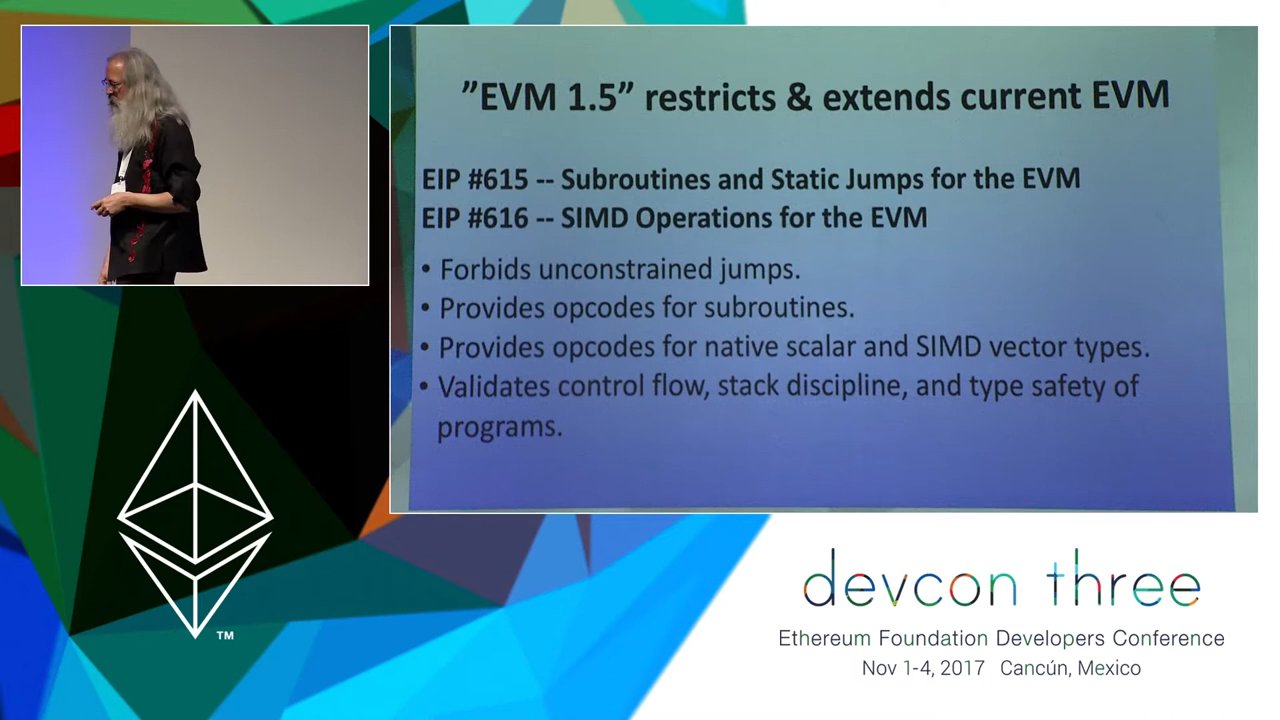 ”EVM 1.5” restricts & extends current EVM
EIP #615 -- Subroutines and Static Jumps for the EVM
EIP #616 -- SIMD Operations for the EVM
• Forbids unconstrained jumps.
• Provides opcodes for subroutines.
• Provides opcodes for native scalar and SIMD vector types.
• Validates control flow, stack discipline, and type safety of
programs.
TM
devcon three
Ethereum Foundation Developers Conference
Nov 1-4, 2017 Cancún, Mexico